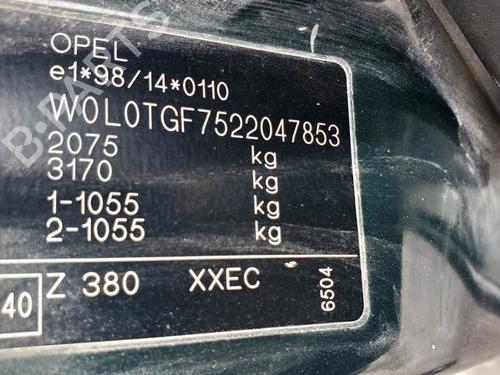 OPEL
e1*98/14*0110
W0L0TGF7522047853
2075 kg
3170 kg
1-1055 kg
2-1055 kg
40 Z 380 XXEC 6504
B-PARTS